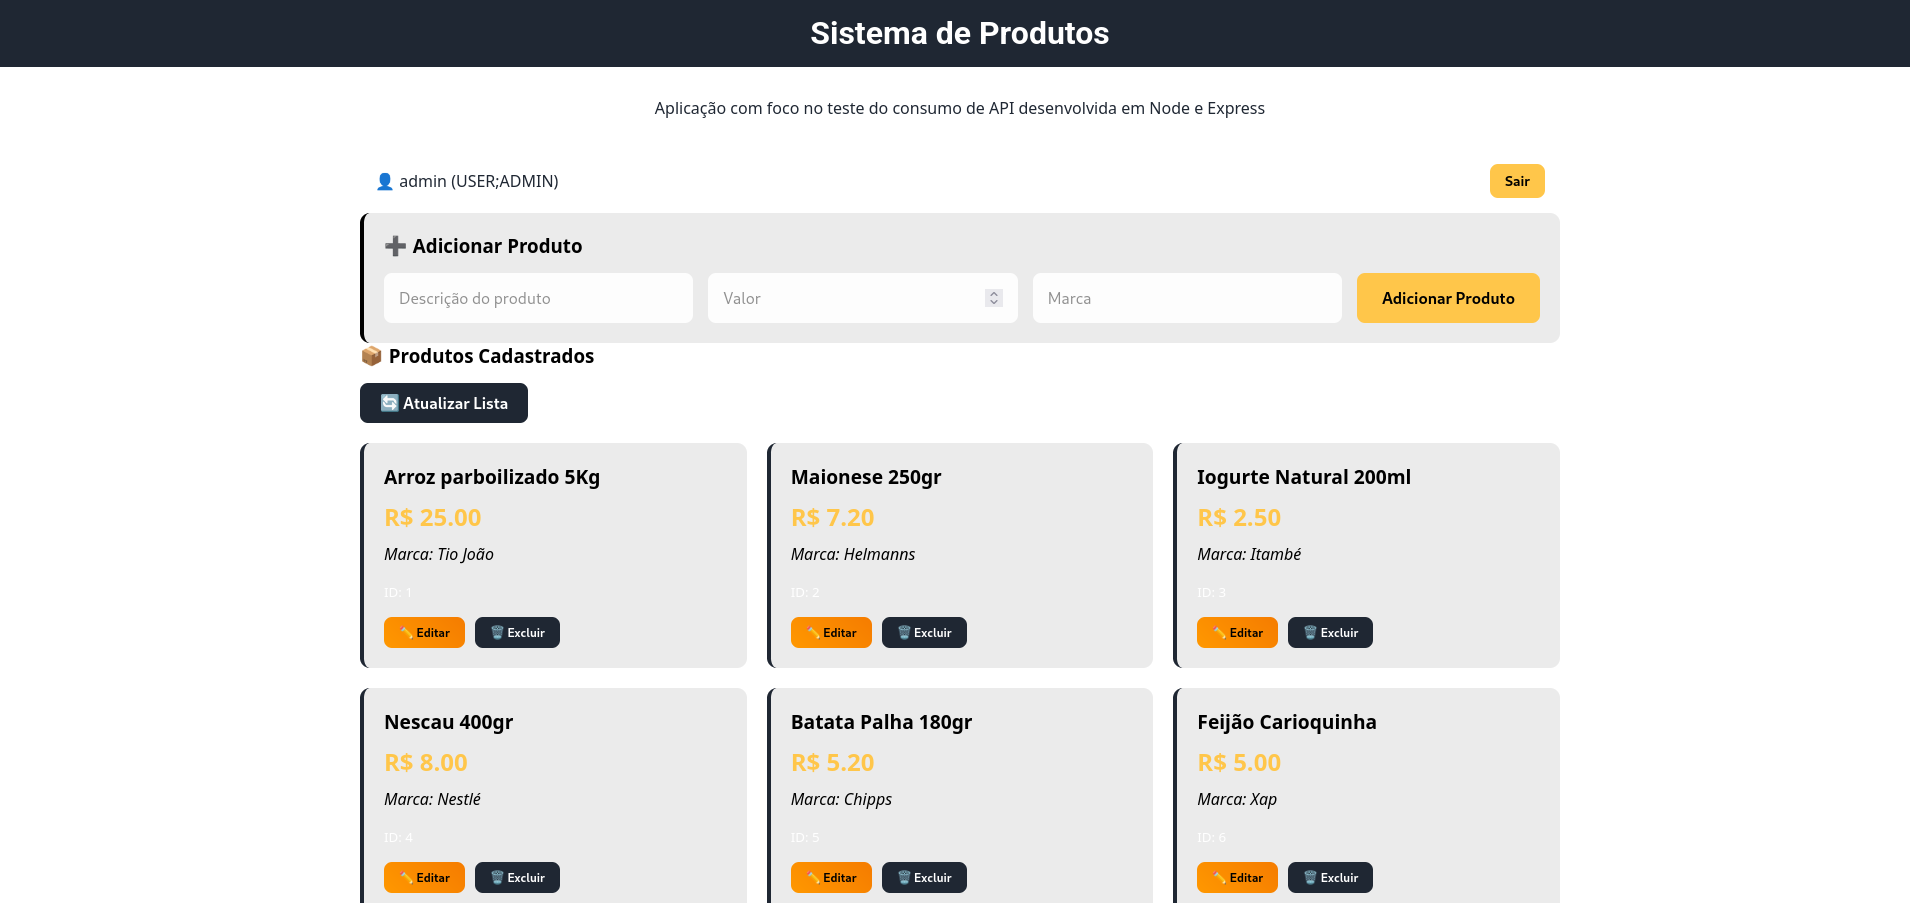 Sistema de Produtos
Aplicação com foco no teste do consumo de API desenvolvida em Node e Express
👤 admin (USER;ADMIN)
Sair
➕ Adicionar Produto
Descrição do produto
Valor
Marca
Adicionar Produto
📦 Produtos Cadastrados
🔄 Atualizar Lista
Arroz parboilizado 5Kg
R$ 25.00
Marca: Tio João
ID: 1
✏️ Editar
🗑️ Excluir
Maionese 250gr
R$ 7.20
Marca: Helmanns
ID: 2
✏️ Editar
🗑️ Excluir
Iogurte Natural 200ml
R$ 2.50
Marca: Itambé
ID: 3
✏️ Editar
🗑️ Excluir
Nescau 400gr
R$ 8.00
Marca: Nestlé
ID: 4
✏️ Editar
🗑️ Excluir
Batata Palha 180gr
R$ 5.20
Marca: Chipps
ID: 5
✏️ Editar
🗑️ Excluir
Feijão Carioquinha
R$ 5.00
Marca: Xap
ID: 6
✏️ Editar
🗑️ Excluir